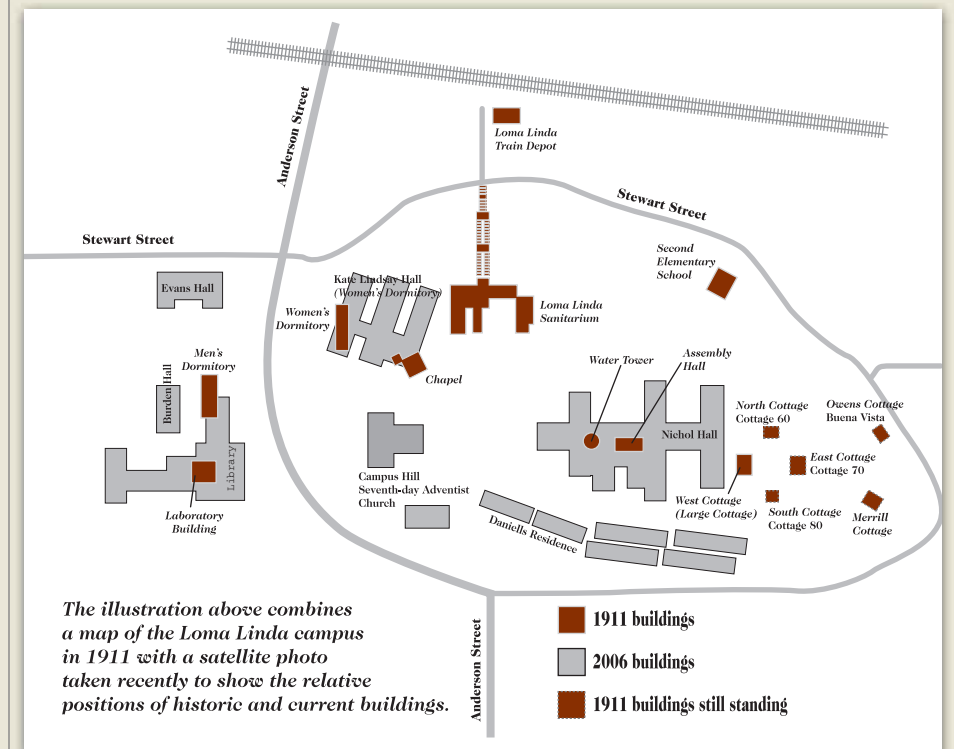 Anderson Street
Loma Linda
Train Depot
Stewart Street
Stewart Street
Second
Elementary
School
Evans Hall
Kate Lindsay Hall
(Women's Dormitory)
Women's
Dormitory
Loma Linda
Sanitarium
Men's
Dormitory
Burden Hall
Chapel
Water Tower
Assembly
Hall
North Cottage
Cottage 60
Owens Cottage
Buena Vista
Nichol Hall
East Cottage
Cottage 70
Library
Campus Hill
Seventh-day Adventist
Church
West Cottage
(Large Cottage)
South Cottage
Cottage 80
Merrill
Cottage
Laboratory
Building
Daniells Residence
The illustration above combines
a map of the Loma Linda campus
in 1911 with a satellite photo
taken recently to show the relative
positions of historic and current buildings.
Anderson Street
1911 buildings
2006 buildings
1911 buildings still standing